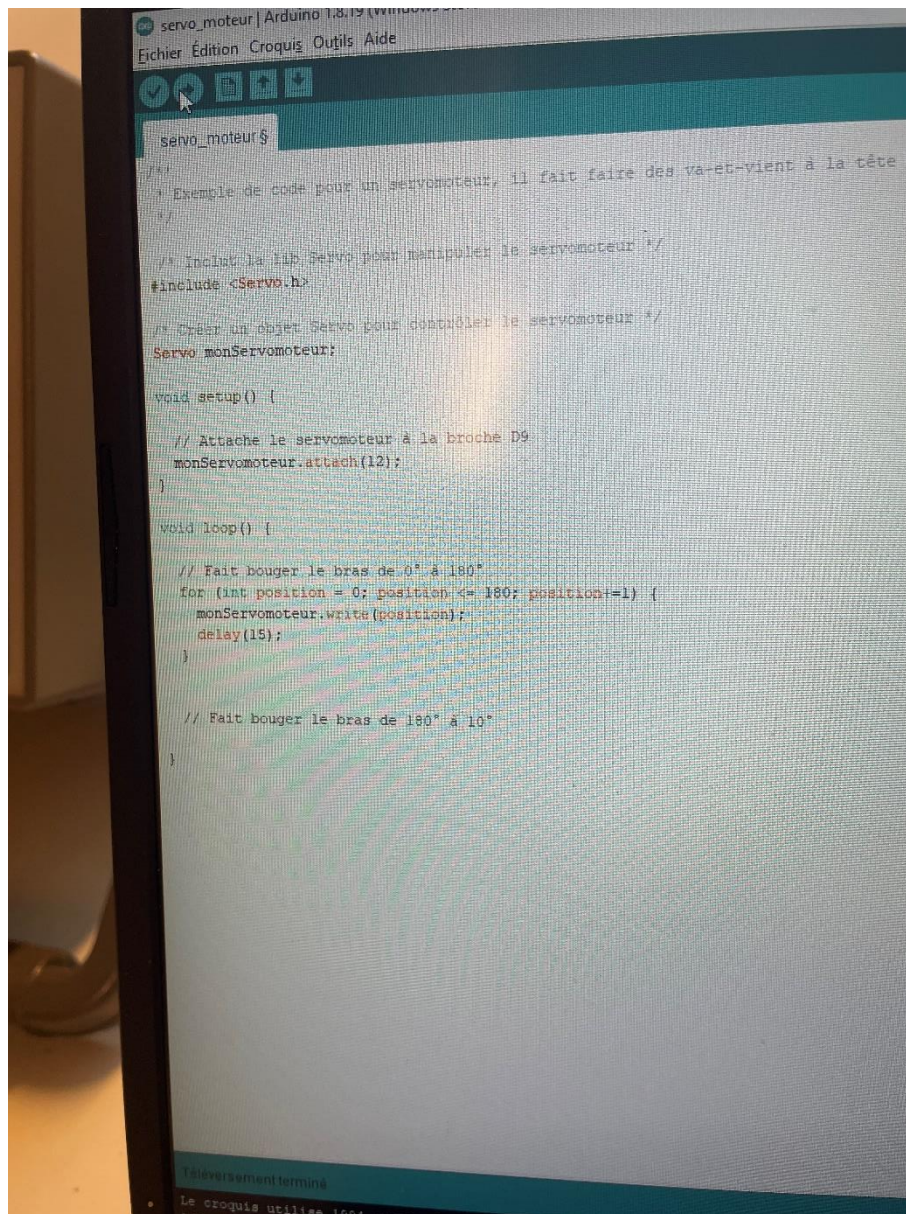 servo_moteur | Arduino 1.8.19 (Windows Store
Fichier Édition Croquis Outils Aide
servo_moteur §
/**
* Exemple de code pour un servomoteur, il fait faire des va-et-vient à la tête
*/
/* Inclut la lib Servo pour manipuler le servomoteur */
#include <Servo.h>
/* Créer un objet Servo pour contrôler le servomoteur */
Servo monServomoteur;
void setup() {
// Attache le servomoteur à la broche D9
monServomoteur.attach(12);
}
void loop() {
// Fait bouger le bras de 0° à 180°
for (int position = 0; position <= 180; position+=1) {
monServomoteur.write(position);
delay(15);
}
// Fait bouger le bras de 180° à 10°
}
Téléversement terminé
Le croquis utilise